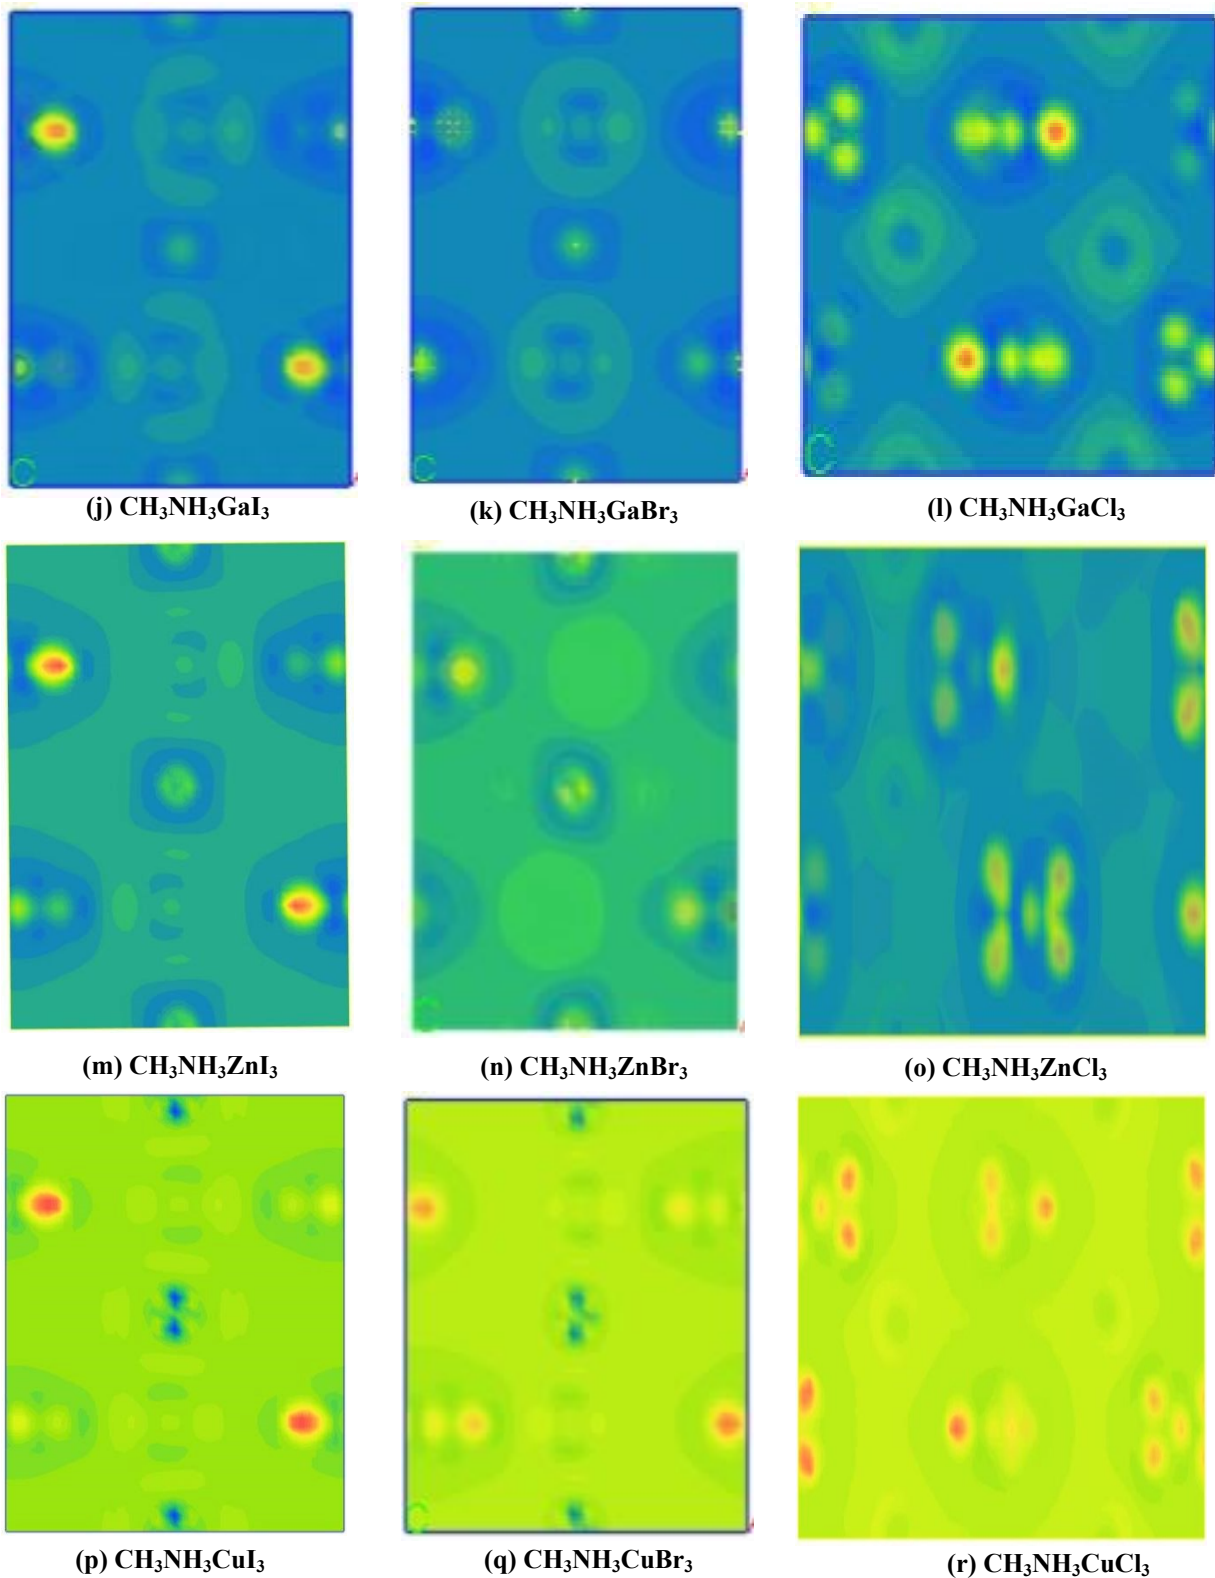 C
C
C
(j) CH₃NH₃GaI₃
(k) CH₃NH₃GaBr₃
(l) CH₃NH₃GaCl₃
C
(m) CH₃NH₃ZnI₃
(n) CH₃NH₃ZnBr₃
(o) CH₃NH₃ZnCl₃
C
(p) CH₃NH₃CuI₃
(q) CH₃NH₃CuBr₃
(r) CH₃NH₃CuCl₃